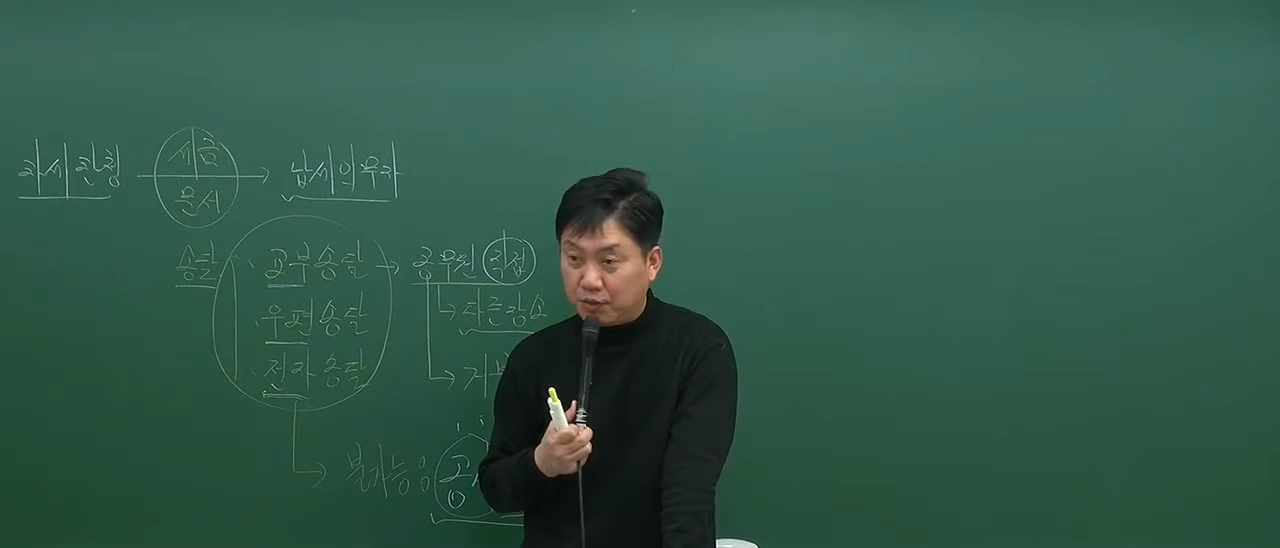 과세관청 세금 문서 → 납세의무자
송달 · 교부송달 → 공무원 직접
· 우편송달 → 다른장소
· 전자송달 →
→ 불가능